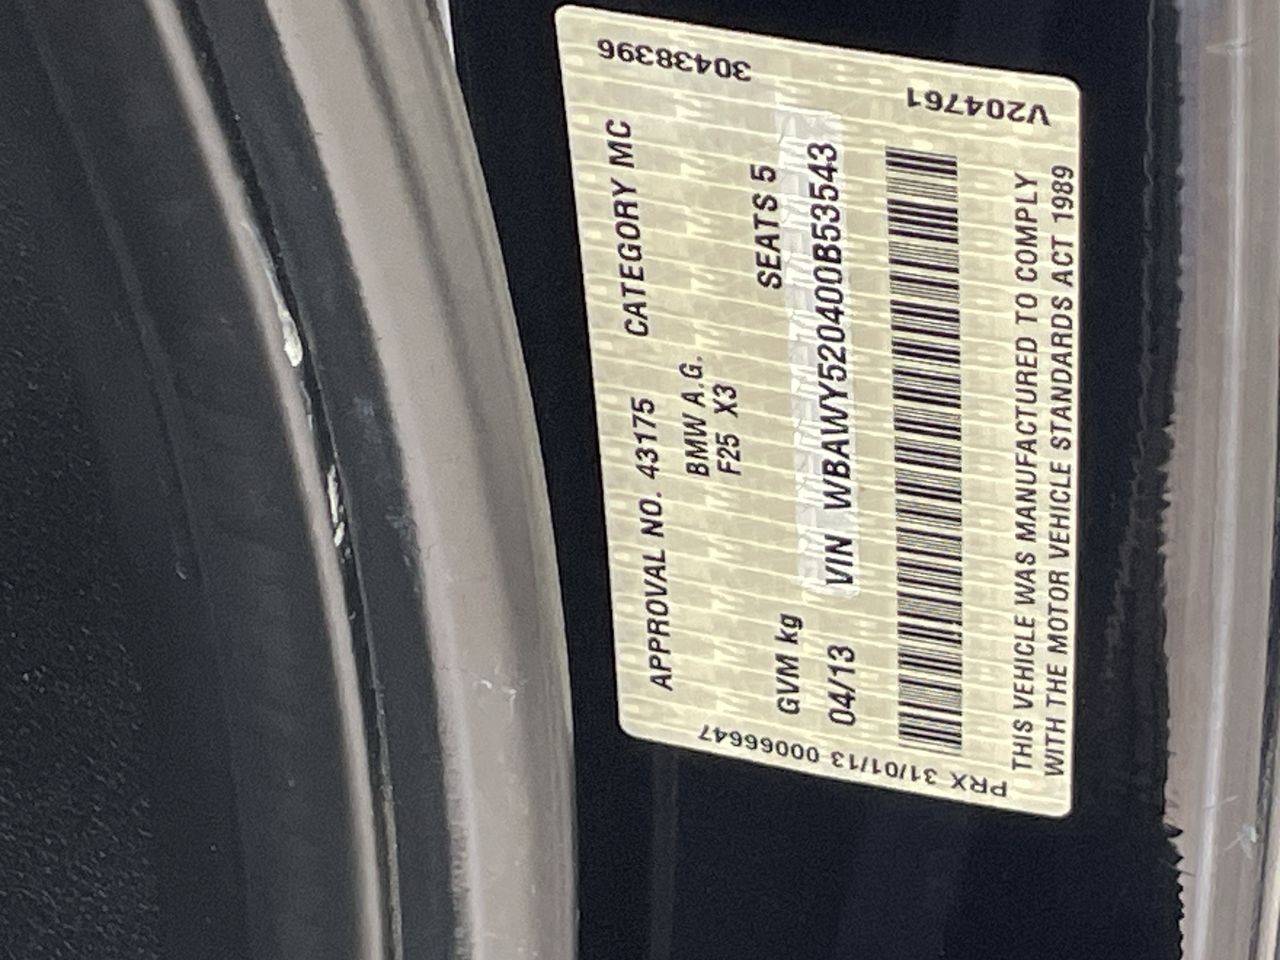 30438396
APPROVAL NO. 43175 CATEGORY MC
BMW A.G.
F25 X3
GVM kg SEATS 5
04/13 VIN WBAWY520400B53543
V204761
PRX 31/01/13 00066647
THIS VEHICLE WAS MANUFACTURED TO COMPLY
WITH THE MOTOR VEHICLE STANDARDS ACT 1989